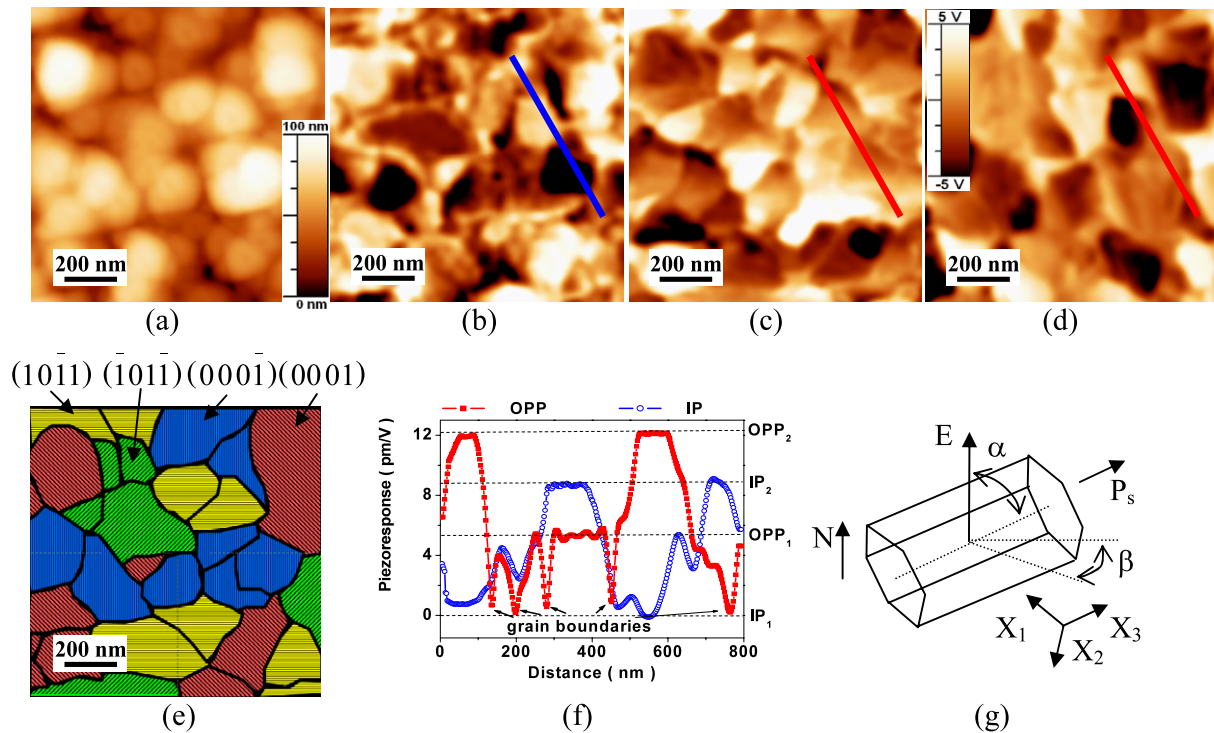 100 nm
0 nm
200 nm
(a)
200 nm
(b)
200 nm
(c)
5 V
-5 V
200 nm
(d)
(101̄1) (1̄011̄) (0001̄) (0001)
200 nm
(e)
OPP IP
Piezoresponse ( pm/V)
12
8
4
0
OPP₂
IP₂
OPP₁
IP₁
grain boundaries
0 200 400 600 800
Distance ( nm )
(f)
E
α
Pₛ
N
β
X₁
X₂
X₃
(g)